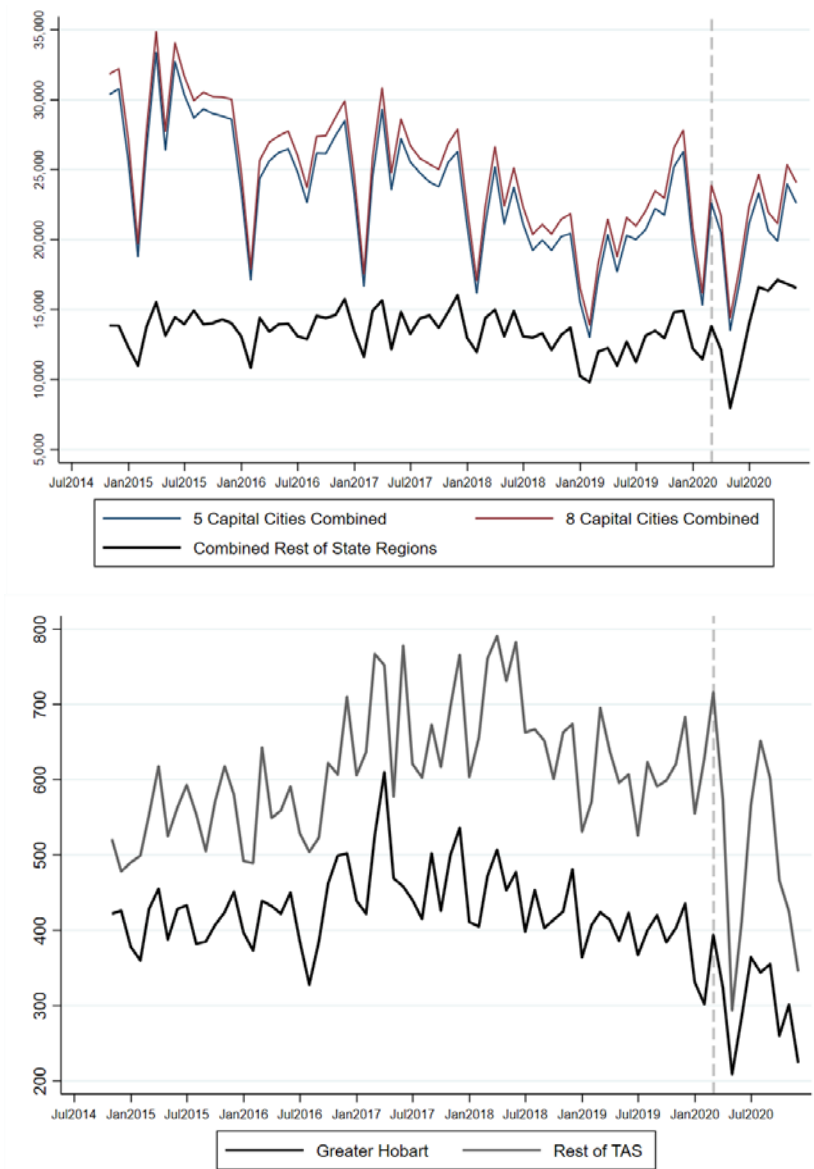 35,000
30,000
25,000
20,000
15,000
10,000
5,000
Jul2014 Jan2015 Jul2015 Jan2016 Jul2016 Jan2017 Jul2017 Jan2018 Jul2018 Jan2019 Jul2019 Jan2020 Jul2020
5 Capital Cities Combined 8 Capital Cities Combined
Combined Rest of State Regions
800
700
600
500
400
300
200
Jul2014 Jan2015 Jul2015 Jan2016 Jul2016 Jan2017 Jul2017 Jan2018 Jul2018 Jan2019 Jul2019 Jan2020 Jul2020
Greater Hobart Rest of TAS